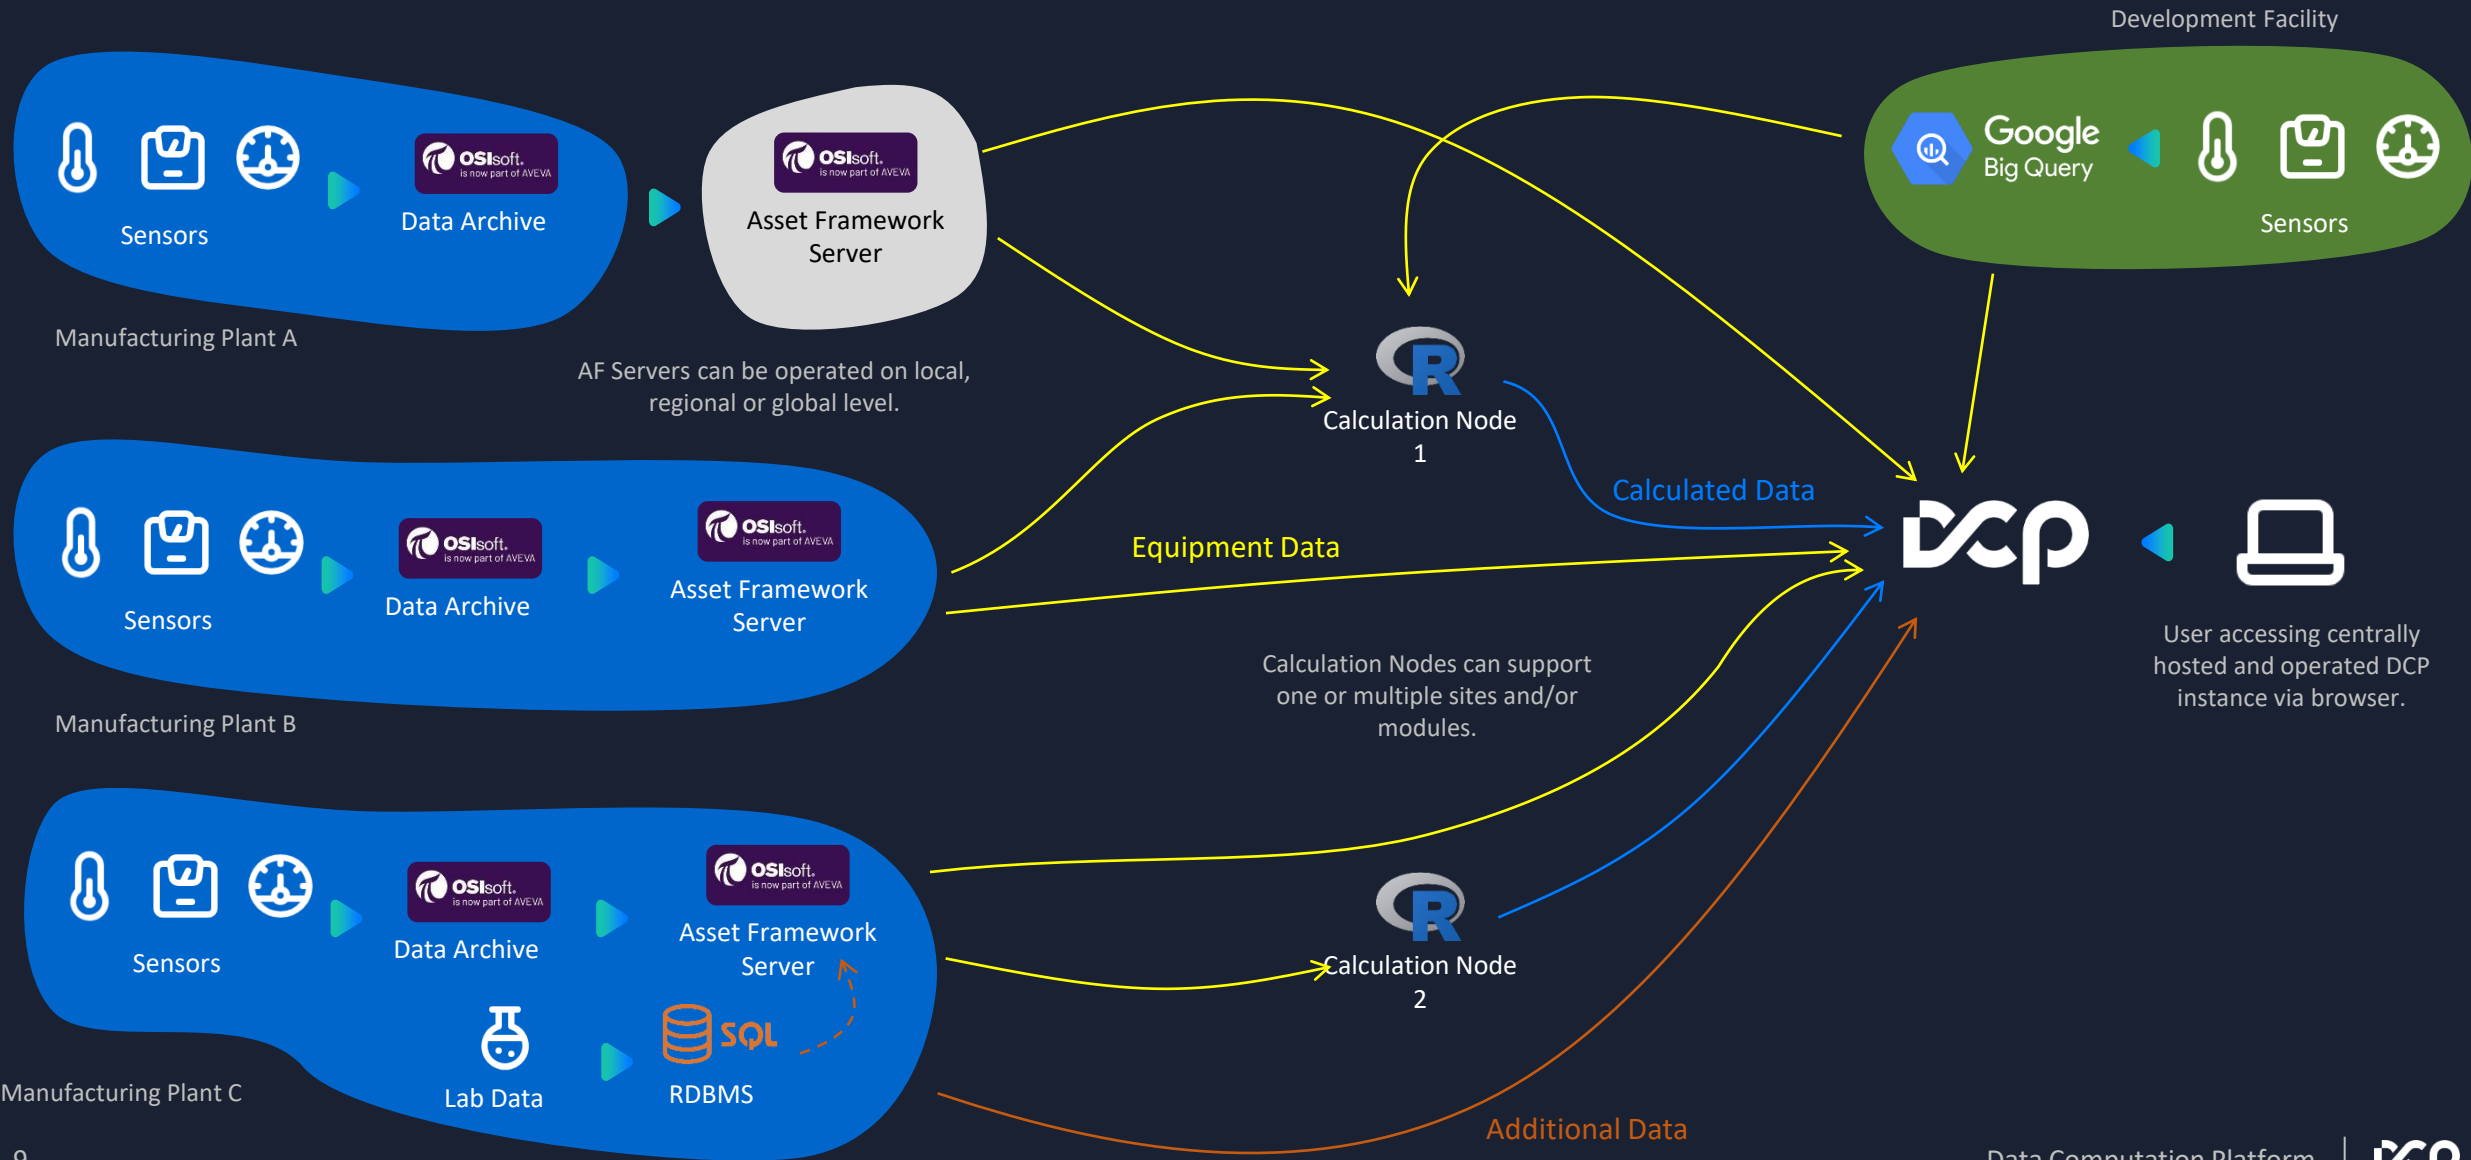 Development Facility
OSIsoft.
is now part of AVEVA
Data Archive
Sensors
Manufacturing Plant A
OSIsoft.
is now part of AVEVA
Asset Framework
Server
AF Servers can be operated on local,
regional or global level.
Google
Big Query
Sensors
R
Calculation Node
1
Calculated Data
Equipment Data
OSIsoft.
is now part of AVEVA
Data Archive
Sensors
OSIsoft.
is now part of AVEVA
Asset Framework
Server
Manufacturing Plant B
DCP
User accessing centrally
hosted and operated DCP
instance via browser.
Calculation Nodes can support
one or multiple sites and/or
modules.
OSIsoft.
is now part of AVEVA
Data Archive
Sensors
OSIsoft.
is now part of AVEVA
Asset Framework
Server
R
Calculation Node
2
SQL
Lab Data
RDBMS
Manufacturing Plant C
Additional Data
9
Data Computation Platform
DCP